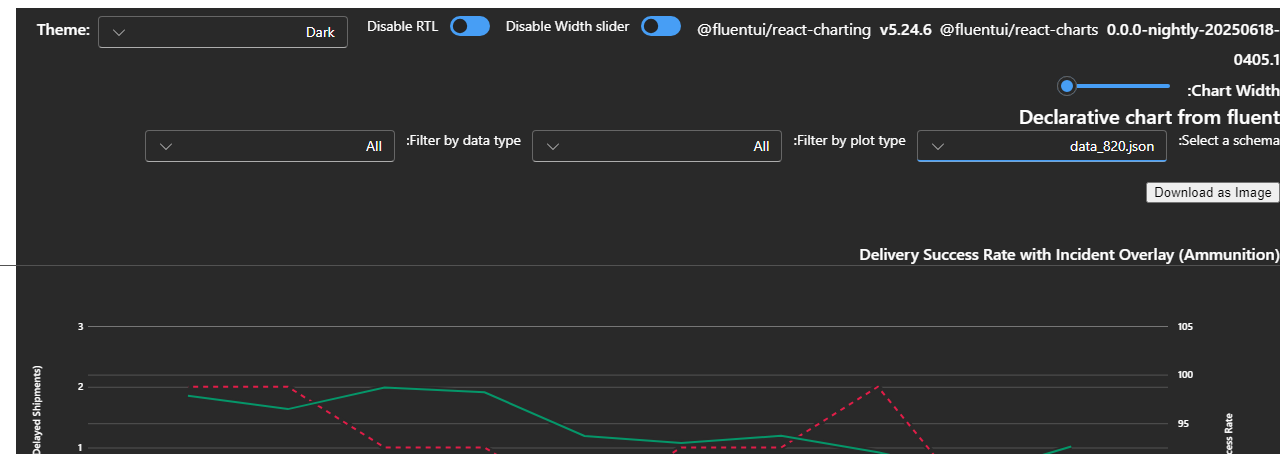 Theme: Dark Disable RTL Disable Width slider @fluentui/react-charting v5.24.6 @fluentui/react-charts 0.0.0-nightly-20250618-
0405.1
:Chart Width
Declarative chart from fluent
All :Filter by data type All :Filter by plot type data_820.json :Select a schema
Download as Image
Delivery Success Rate with Incident Overlay (Ammunition)
3 105
100
2
95
1
Delayed Shipments)
Rate